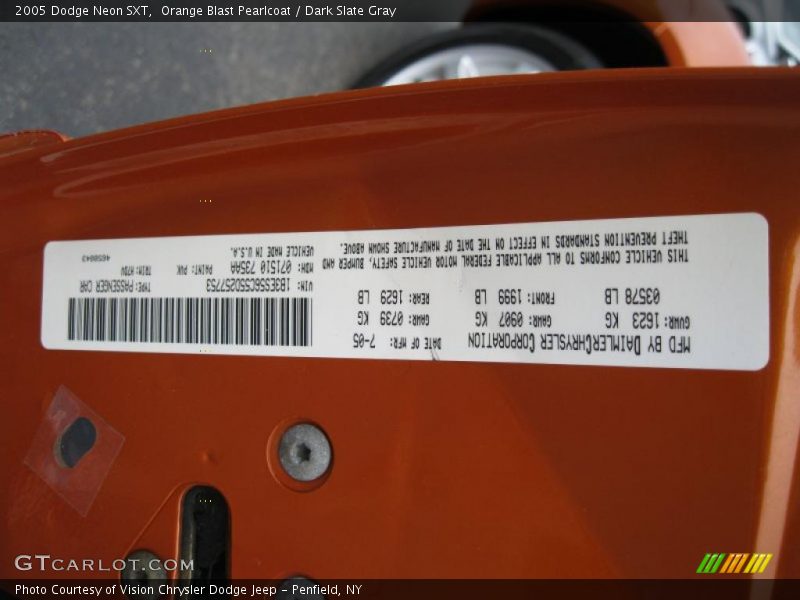 2005 Dodge Neon SXT,  Orange Blast Pearlcoat / Dark Slate Gray
MFD BY DAIMLERCHRYSLER CORPORATION
DATE OF MFR: 7-05
GVWR: 1623 KG
03578 LB
GAWR: 0907 KG
FRONT: 1999 LB
GAWR: 0739 KG
REAR: 1629 LB
THIS VEHICLE CONFORMS TO ALL APPLICABLE FEDERAL MOTOR VEHICLE SAFETY, BUMPER AND
THEFT PREVENTION STANDARDS IN EFFECT ON THE DATE OF MANUFACTURE SHOWN ABOVE.
VIN: 1B3ES56C55D257753
TYPE: PASSENGER CAR
MDH: 071510 735AA
PAINT: PVK
TRIM: H7DV
VEHICLE MADE IN U.S.A.
4658043
GTCARLOT.COM
Photo Courtesy of Vision Chrysler Dodge Jeep – Penfield, NY